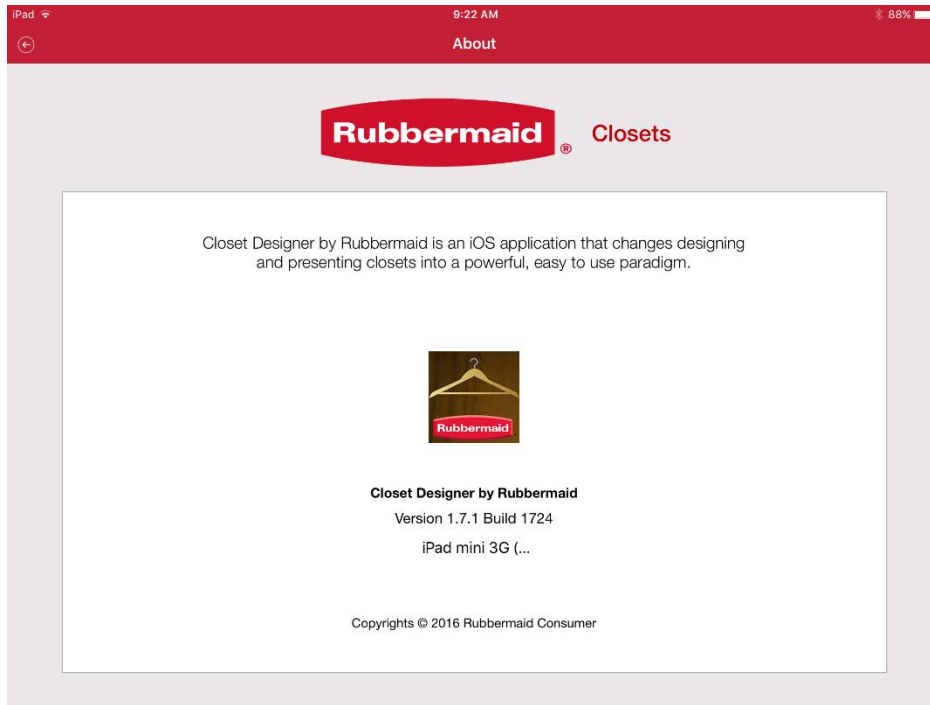 iPad 9:22 AM 88%
About
Rubbermaid ® Closets
Closet Designer by Rubbermaid is an iOS application that changes designing
and presenting closets into a powerful, easy to use paradigm.
Rubbermaid
Closet Designer by Rubbermaid
Version 1.7.1 Build 1724
iPad mini 3G (...
Copyrights © 2016 Rubbermaid Consumer